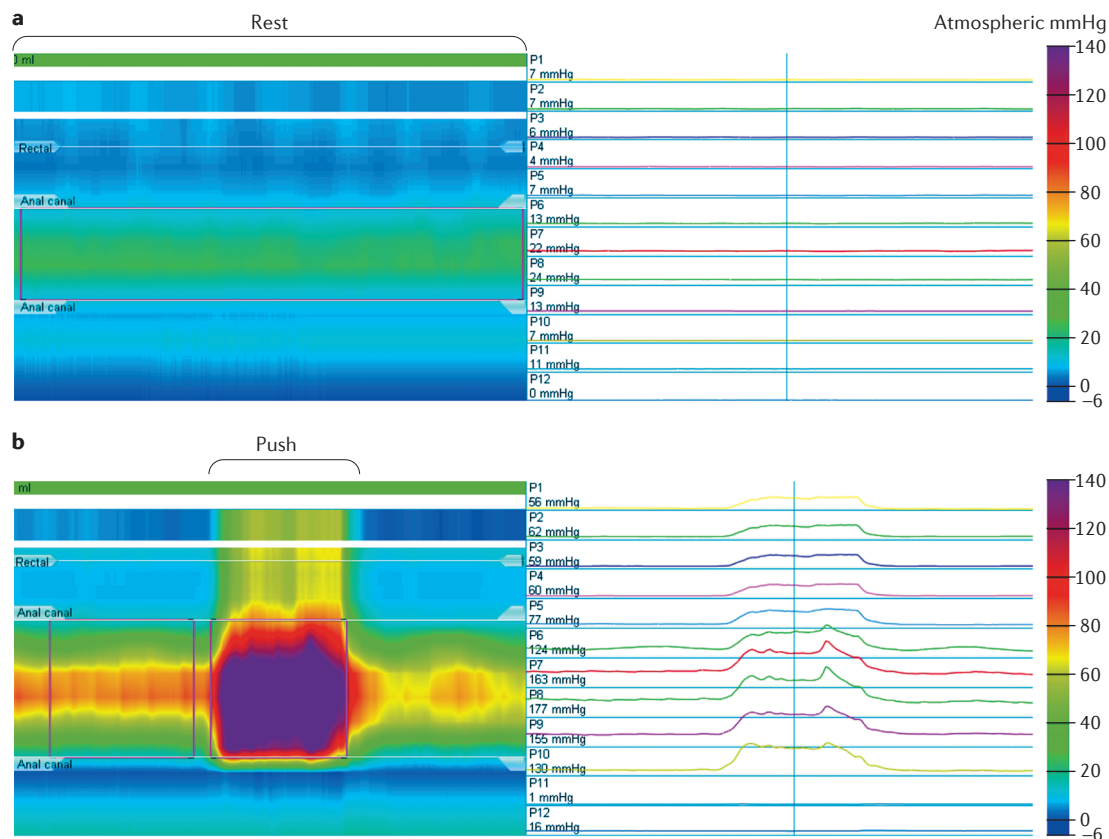 a
Rest
Atmospheric mmHg
0 ml
Rectal
Anal canal
Anal canal
P1
7 mmHg
P2
7 mmHg
P3
6 mmHg
P4
4 mmHg
P5
7 mmHg
P6
13 mmHg
P7
22 mmHg
P8
24 mmHg
P9
13 mmHg
P10
7 mmHg
P11
11 mmHg
P12
0 mmHg
140
120
100
80
60
40
20
0
−6
b
Push
ml
Rectal
Anal canal
Anal canal
P1
56 mmHg
P2
62 mmHg
P3
59 mmHg
P4
60 mmHg
P5
77 mmHg
P6
124 mmHg
P7
163 mmHg
P8
177 mmHg
P9
155 mmHg
P10
130 mmHg
P11
1 mmHg
P12
16 mmHg
140
120
100
80
60
40
20
0
−6